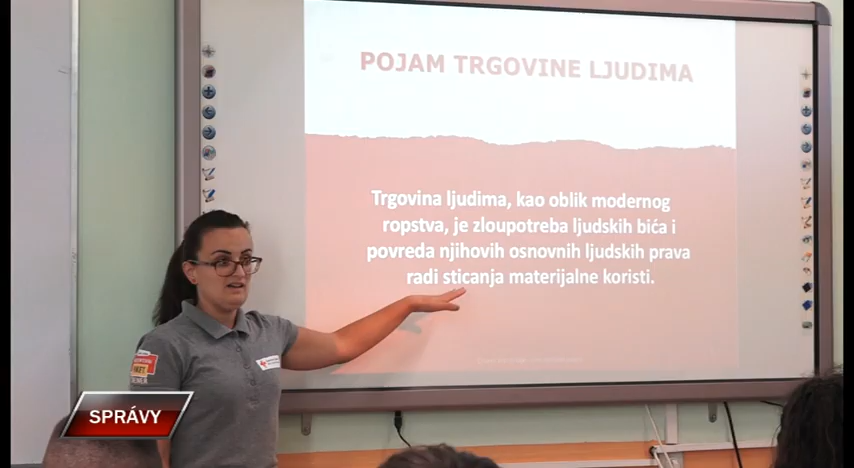 POJAM TRGOVINE LJUDIMA
Trgovina ljudima, kao oblik modernog
ropstva, je zloupotreba ljudskih bića i
povreda njihovih osnovnih ljudskih prava
radi sticanja materijalne koristi.
SPRÁVY